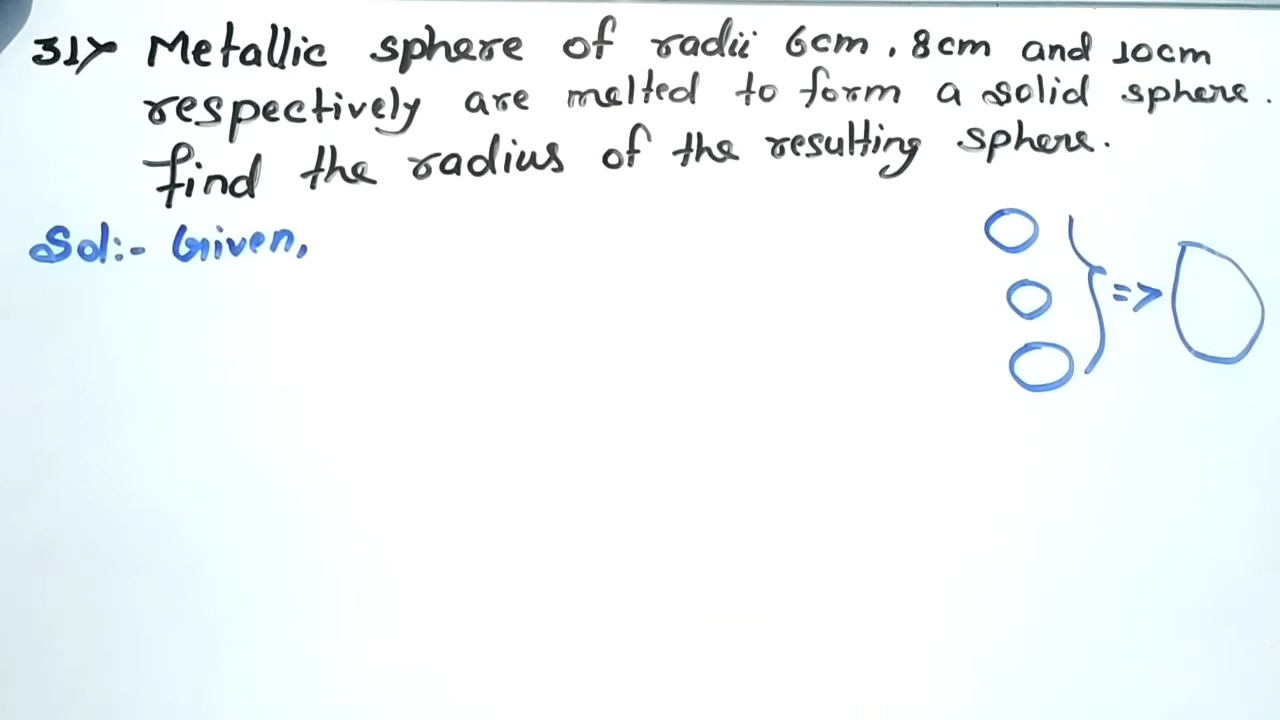 31> Metallic sphere of radii 6cm, 8cm and 10cm
respectively are melted to form a solid sphere.
find the radius of the resulting sphere.
Sol:- Given,
=>